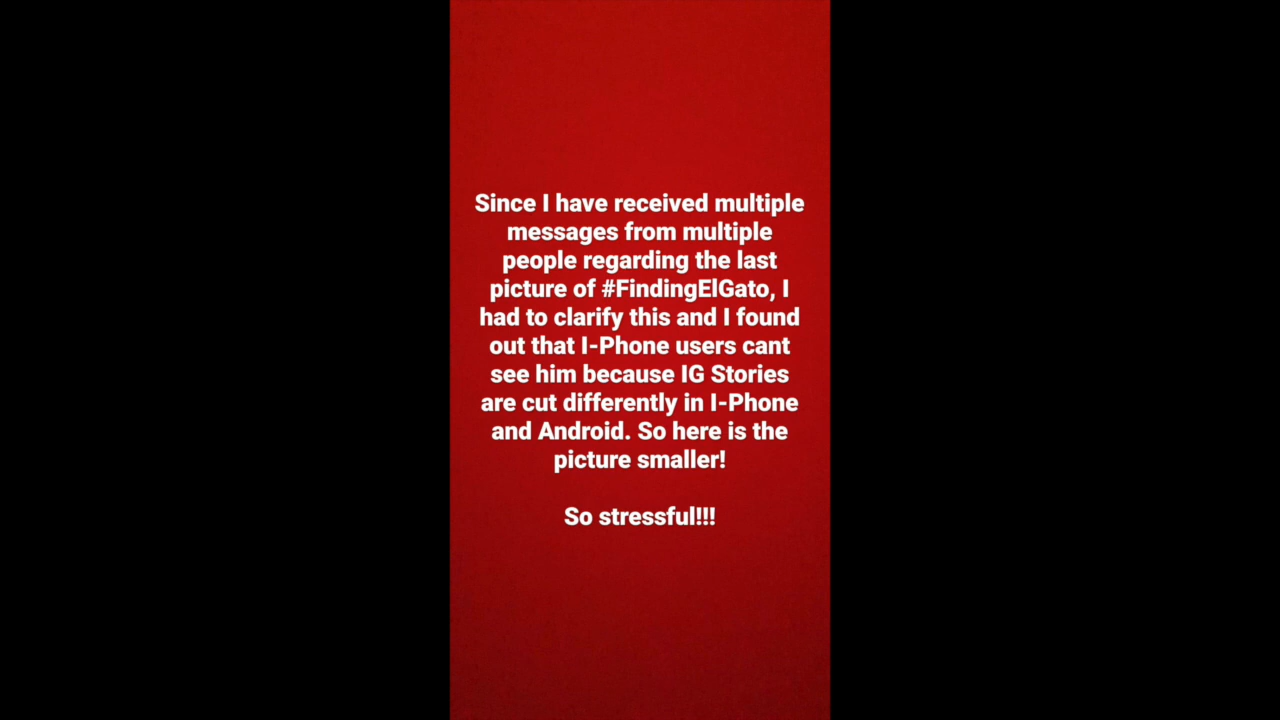 Since I have received multiple
messages from multiple
people regarding the last
picture of #FindingElGato, I
had to clarify this and I found
out that I-Phone users cant
see him because IG Stories
are cut differently in I-Phone
and Android. So here is the
picture smaller!
So stressful!!!